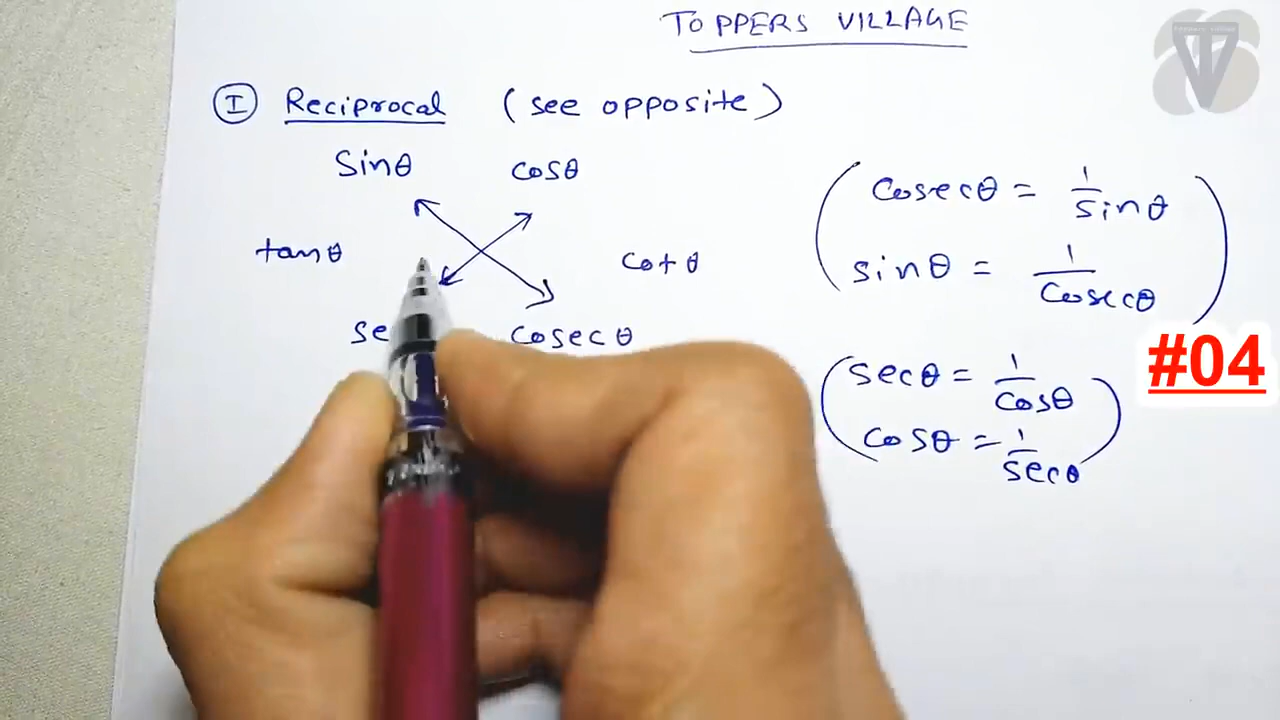 TOPPERS VILLAGE
I Reciprocal (see opposite)
Sinθ cosθ
tanθ cotθ
cosecθ
cosecθ = 1/sinθ
sinθ = 1/cosecθ
#04
secθ = 1/cosθ
cosθ = 1/secθ